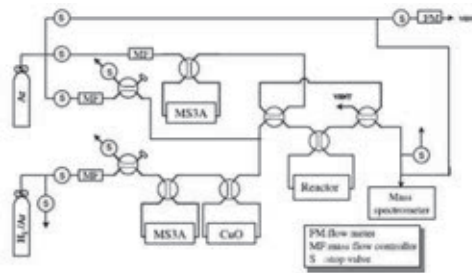 S
S
FM
VENT
Ar
S
MF
S
S
MF
MS3A
VENT
S
S
S
MF
Reactor
Mass
spectrometer
H₂/Ar
S
MS3A
CuO
FM:flow meter
MF:mass flow controller
S :stop valve